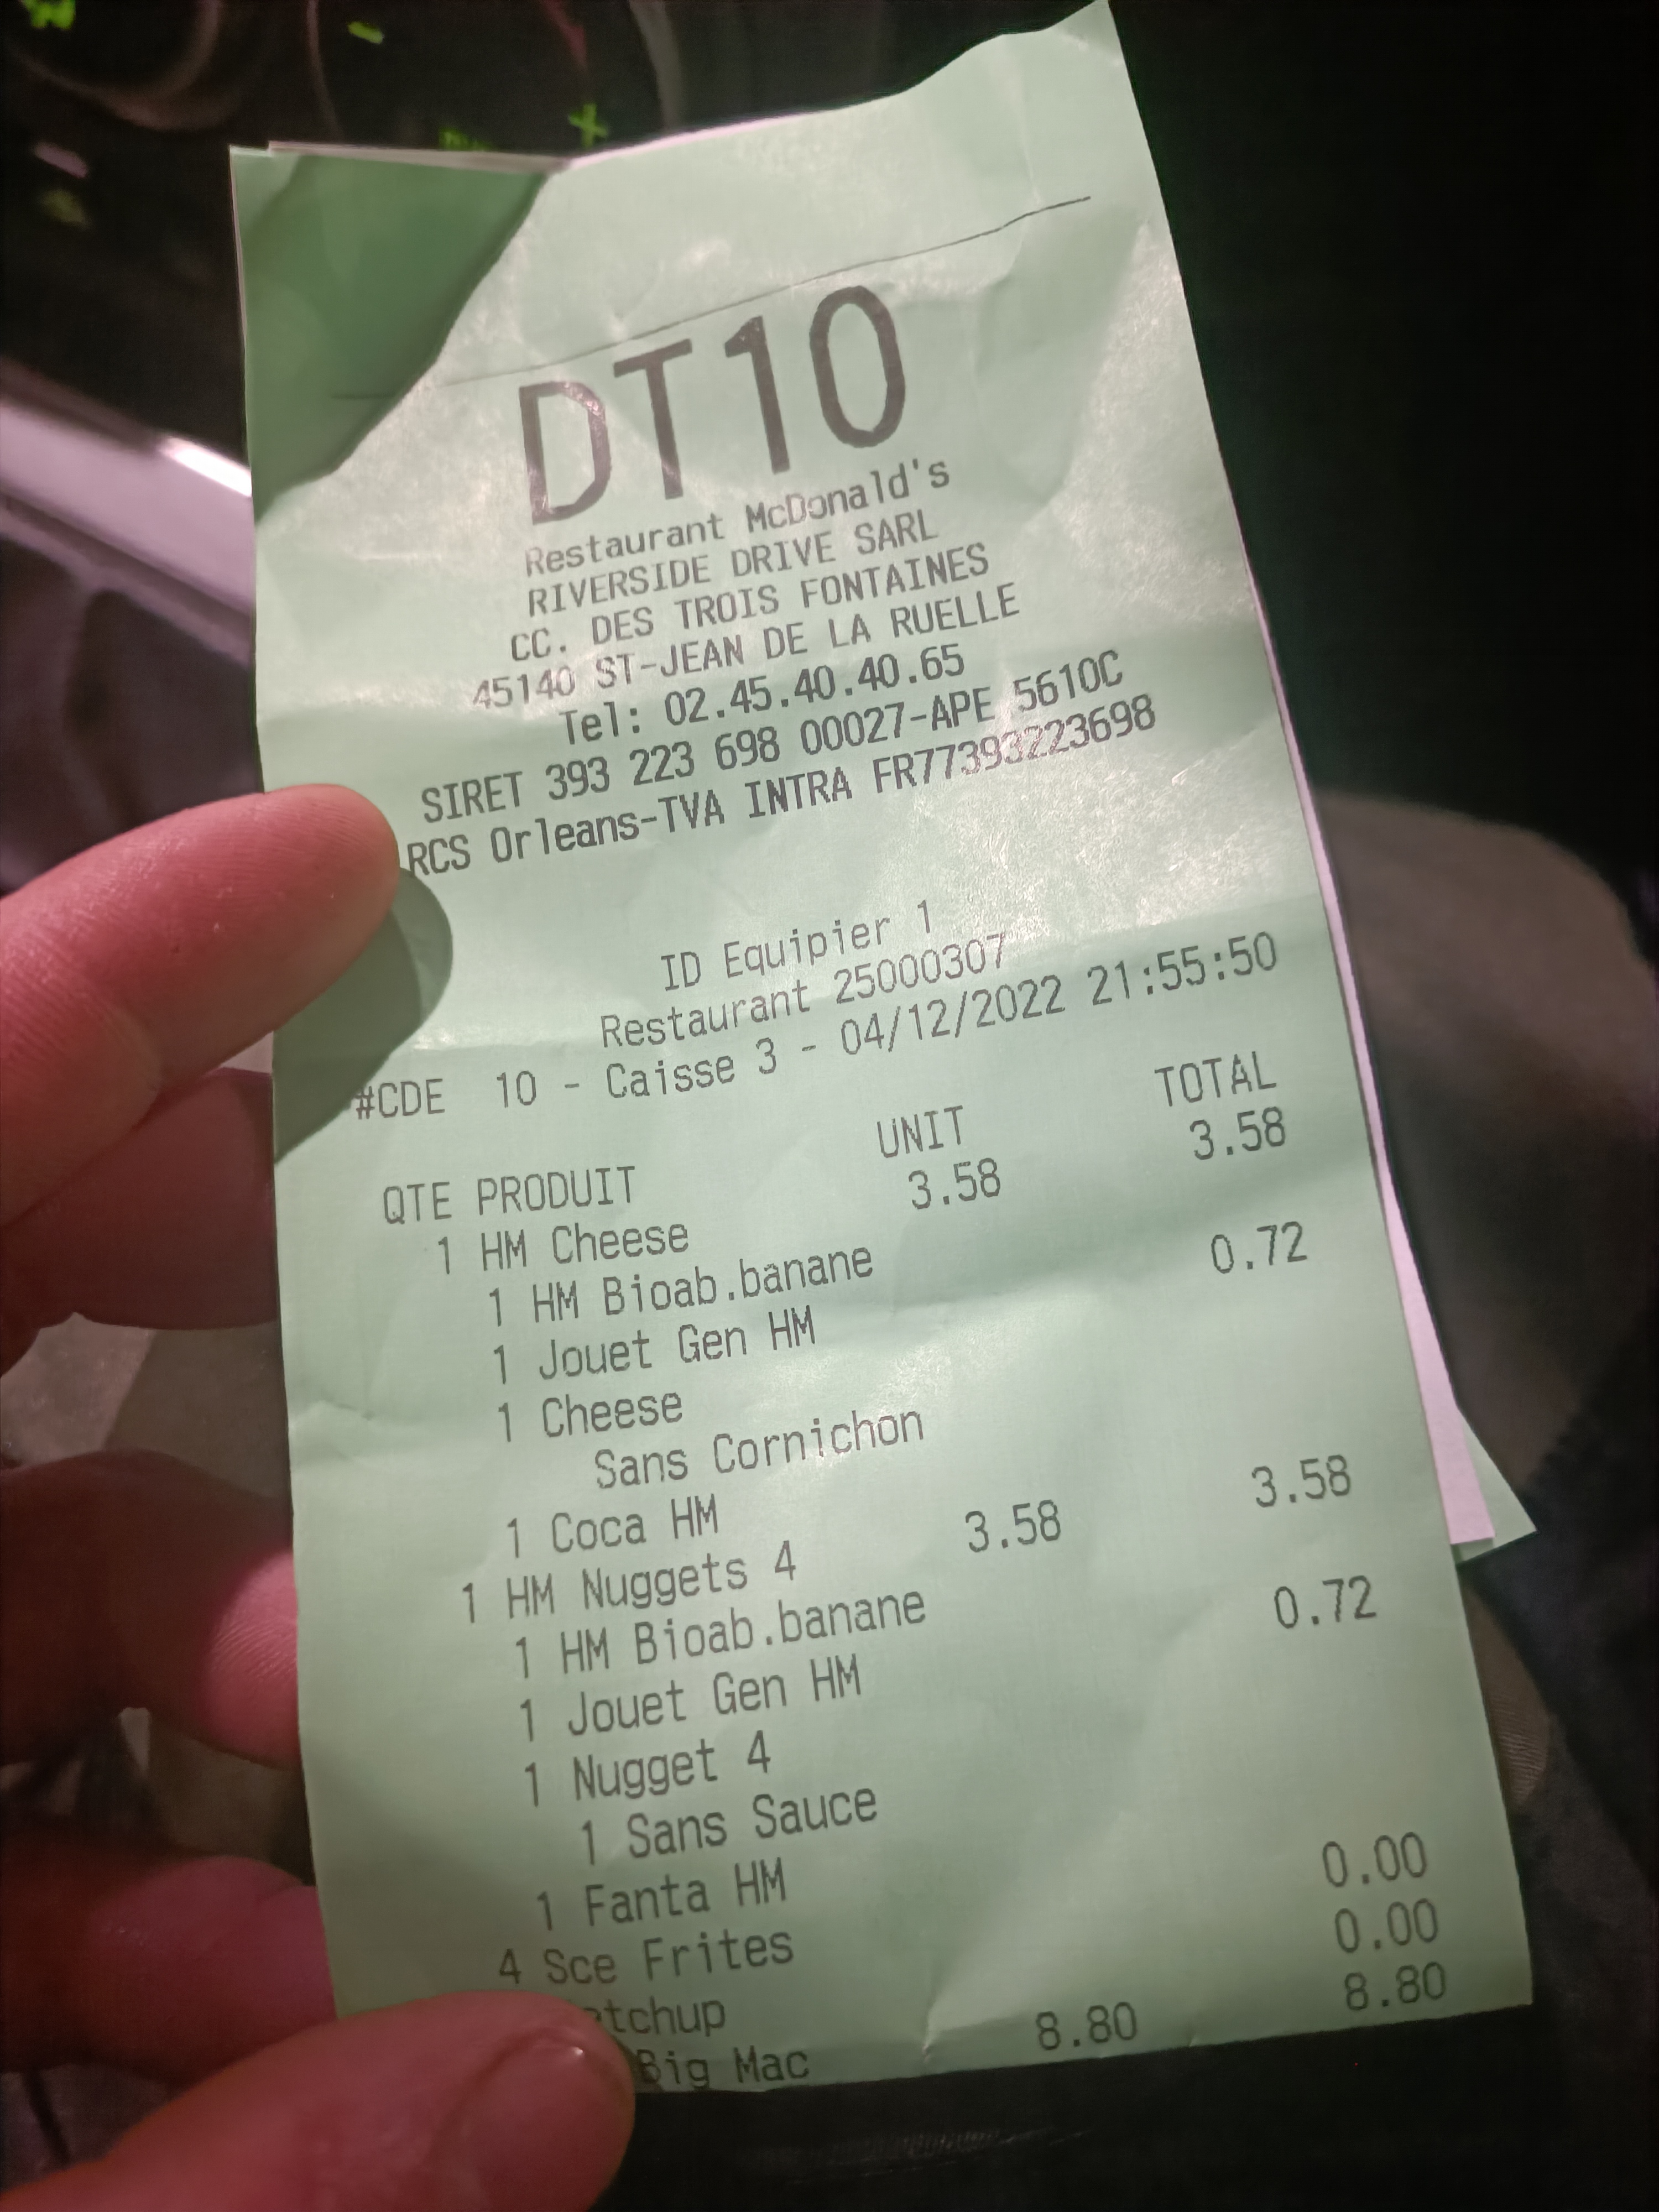 DT10
Restaurant McDonald's
RIVERSIDE DRIVE SARL
CC. DES TROIS FONTAINES
45140 ST-JEAN DE LA RUELLE
Tel: 02.45.40.40.65
SIRET 393 223 698 00027-APE 5610C
RCS Orleans-TVA INTRA FR77393223698
ID Equipier 1
Restaurant 25000307
#CDE 10 - Caisse 3 - 04/12/2022 21:55:50
QTE PRODUIT UNIT TOTAL
1 HM Cheese 3.58 3.58
1 HM Bioab.banane 0.72
1 Jouet Gen HM
1 Cheese
Sans Cornichon
1 Coca HM
1 HM Nuggets 4 3.58 3.58
1 HM Bioab.banane 0.72
1 Jouet Gen HM
1 Nugget 4
1 Sans Sauce
1 Fanta HM
4 Sce Frites 0.00
etchup 0.00
Big Mac 8.80 8.80